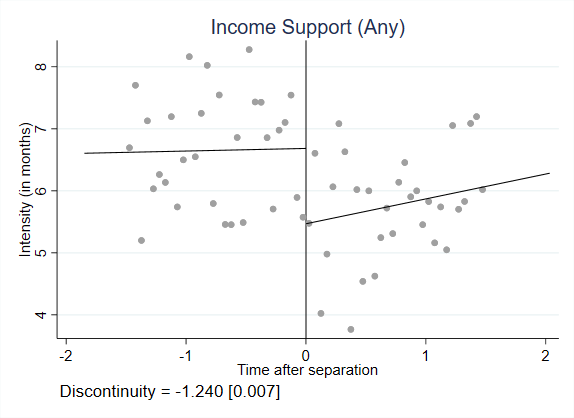 Income Support (Any)
8
7
6
5
4
Intensity (in months)
-2
-1
0
1
2
Time after separation
Discontinuity = -1.240 [0.007]